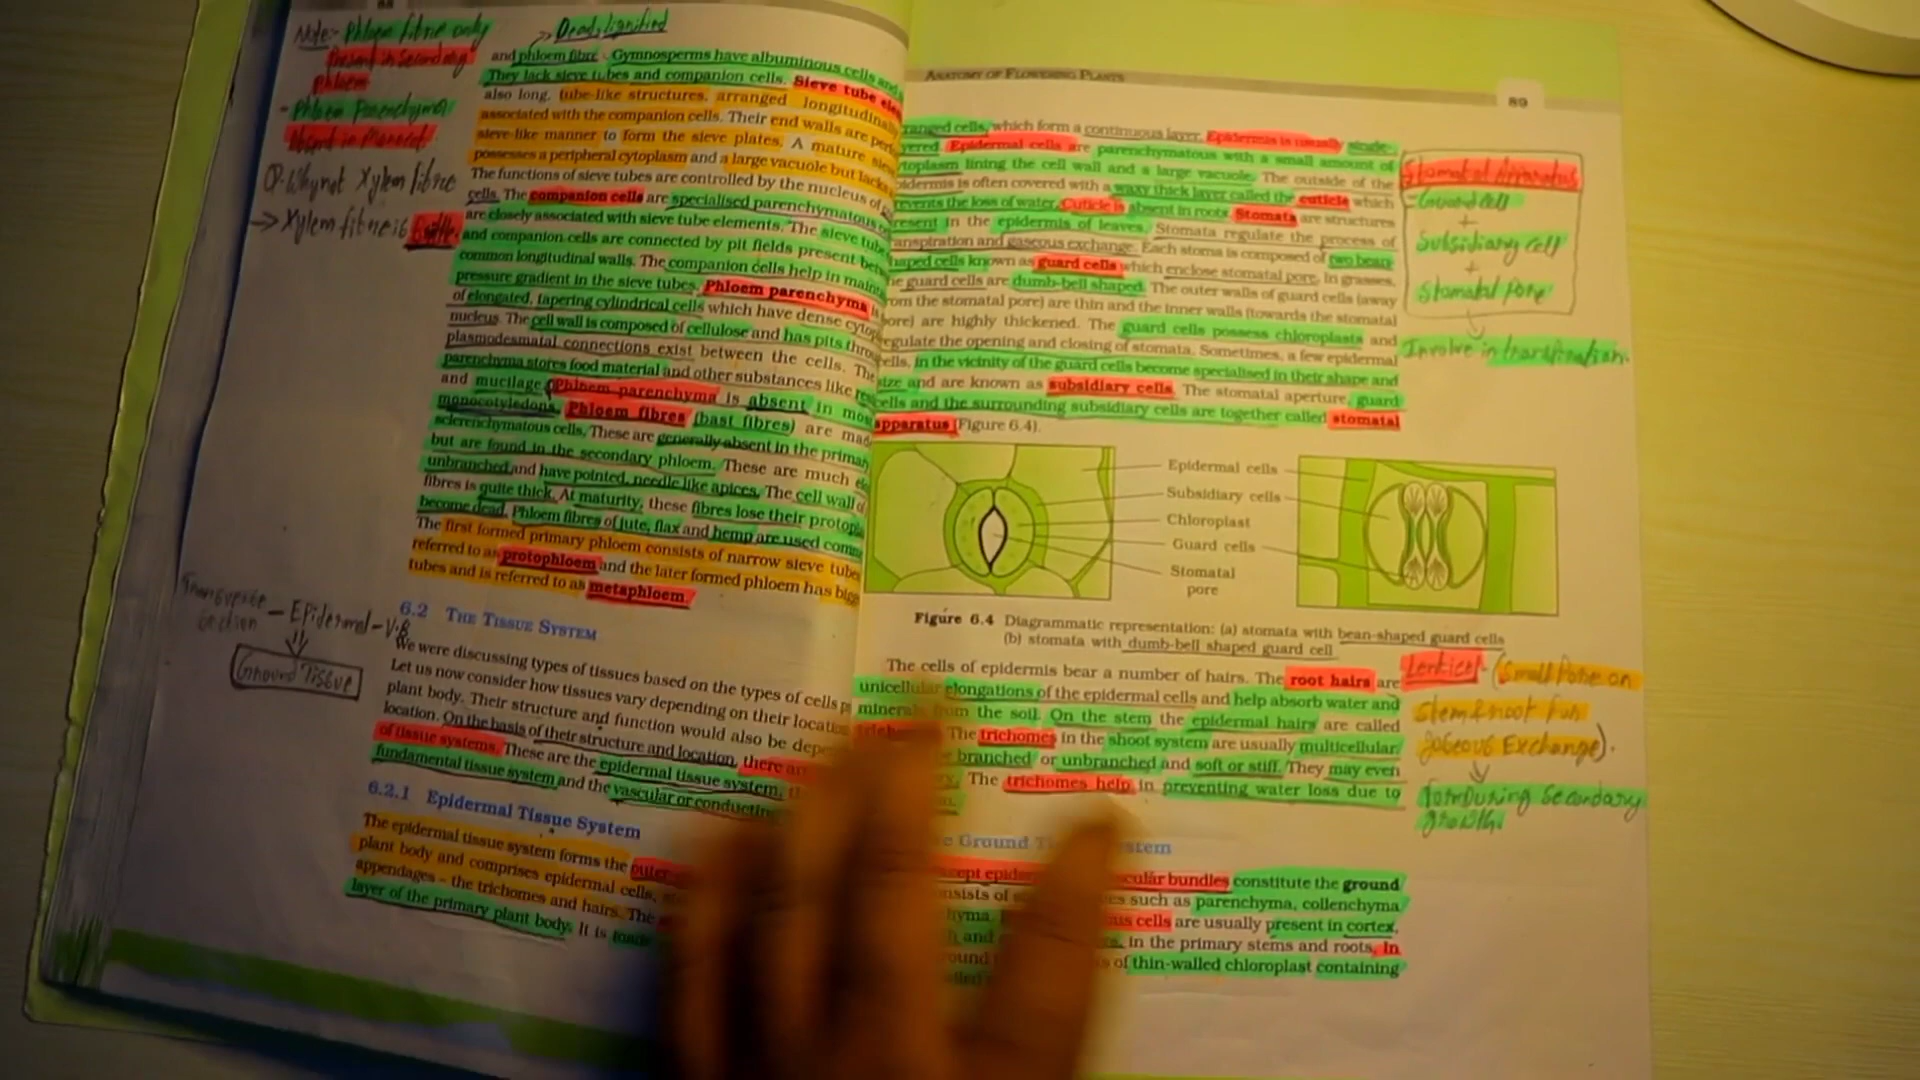 88
Note:- Phloem fibre only
Present in Secondary
Phloem
- Phloem Parenchyma
Absent in Monocot
Q. Why not Xylem fibre
→ Xylem fibre is
→ Dead, lignified
and phloem fibre. Gymnosperms have albuminous cells and
They lack sieve tubes and companion cells. Sieve tube
also long, tube-like structures, arranged
associated with the companion cells. Their end walls are
sieve-like manner to form the sieve plates. A mature
possesses a peripheral cytoplasm and a large vacuole but lacks
The functions of sieve tubes are controlled by the nucleus of
cells. The companion cells are specialised parenchymatous
are closely associated with sieve tube elements. The sieve tube
and companion cells are connected by pit fields present
common longitudinal walls. The companion cells help in
pressure gradient in the sieve tubes. Phloem parenchyma
of elongated, tapering cylindrical cells which have dense
nucleus. The cell wall is composed of cellulose and has pits
plasmodesmatal connections exist between the cells. The
parenchyma stores food material and other substances like
and mucilage. Phloem parenchyma is absent in
monocotyledons. Phloem fibres (bast fibres) are
sclerenchymatous cells. These are generally absent in the primary
but are found in the secondary phloem. These are much
unbranched and have pointed, needle like apices. The cell wall of
fibres is quite thick. At maturity, these fibres lose their
become dead. Phloem fibres of jute, flax and hemp are used
The first formed primary phloem consists of narrow sieve tubes
referred to as protophloem and the later formed phloem has
tubes and is referred to as metaphloem.
Transverse
Section
— Epidermal – V.B
Ground Tissue
6.2 THE TISSUE SYSTEM
We were discussing types of tissues based on the types of cells
Let us now consider how tissues vary depending on their location
plant body. Their structure and function would also be
location. On the basis of their structure and location, there are
of tissue systems. These are the epidermal tissue system,
fundamental tissue system and the vascular or conducting
6.2.1 Epidermal Tissue System
The epidermal tissue system forms the
plant body and comprises epidermal cells,
appendages – the trichomes and hairs. The
layer of the primary plant body. It is made
ANATOMY OF FLOWERING PLANTS
89
cells, which form a continuous layer. Epidermis is usually single-
Epidermal cells are parenchymatous with a small amount of
lining the cell wall and a large vacuole. The outside of the
is often covered with a waxy thick layer called the cuticle which
the loss of water. Cuticle is absent in roots. Stomata are structures
in the epidermis of leaves. Stomata regulate the process of
and gaseous exchange. Each stoma is composed of two bean-
cells known as guard cells which enclose stomatal pore. In grasses,
guard cells are dumb-bell shaped. The outer walls of guard cells (away
the stomatal pore) are thin and the inner walls (towards the stomatal
pore) are highly thickened. The guard cells possess chloroplasts and
the opening and closing of stomata. Sometimes, a few epidermal
in the vicinity of the guard cells become specialised in their shape and
size and are known as subsidiary cells. The stomatal aperture, guard
cells and the surrounding subsidiary cells are together called stomatal
apparatus (Figure 6.4).
Stomatal Apparatus
- Guard cell
+
Subsidiary cell
+
Stomatal Pore
Involve in transpiration.
Epidermal cells
Subsidiary cells
Chloroplast
Guard cells
Stomatal
pore
Figure 6.4 Diagrammatic representation: (a) stomata with bean-shaped guard cells
(b) stomata with dumb-bell shaped guard cell
The cells of epidermis bear a number of hairs. The root hairs are
unicellular elongations of the epidermal cells and help absorb water and
minerals from the soil. On the stem the epidermal hairs are called
The trichomes in the shoot system are usually multicellular.
branched or unbranched and soft or stiff. They may even
The trichomes help in preventing water loss due to
Lenticel - (Small Pore on
Stem & root for
Gaseous Exchange).
form During Secondary
growth.
Ground
epidermis vascular bundles constitute the ground
such as parenchyma, collenchyma
cells are usually present in cortex,
in the primary stems and roots. In
of thin-walled chloroplast containing